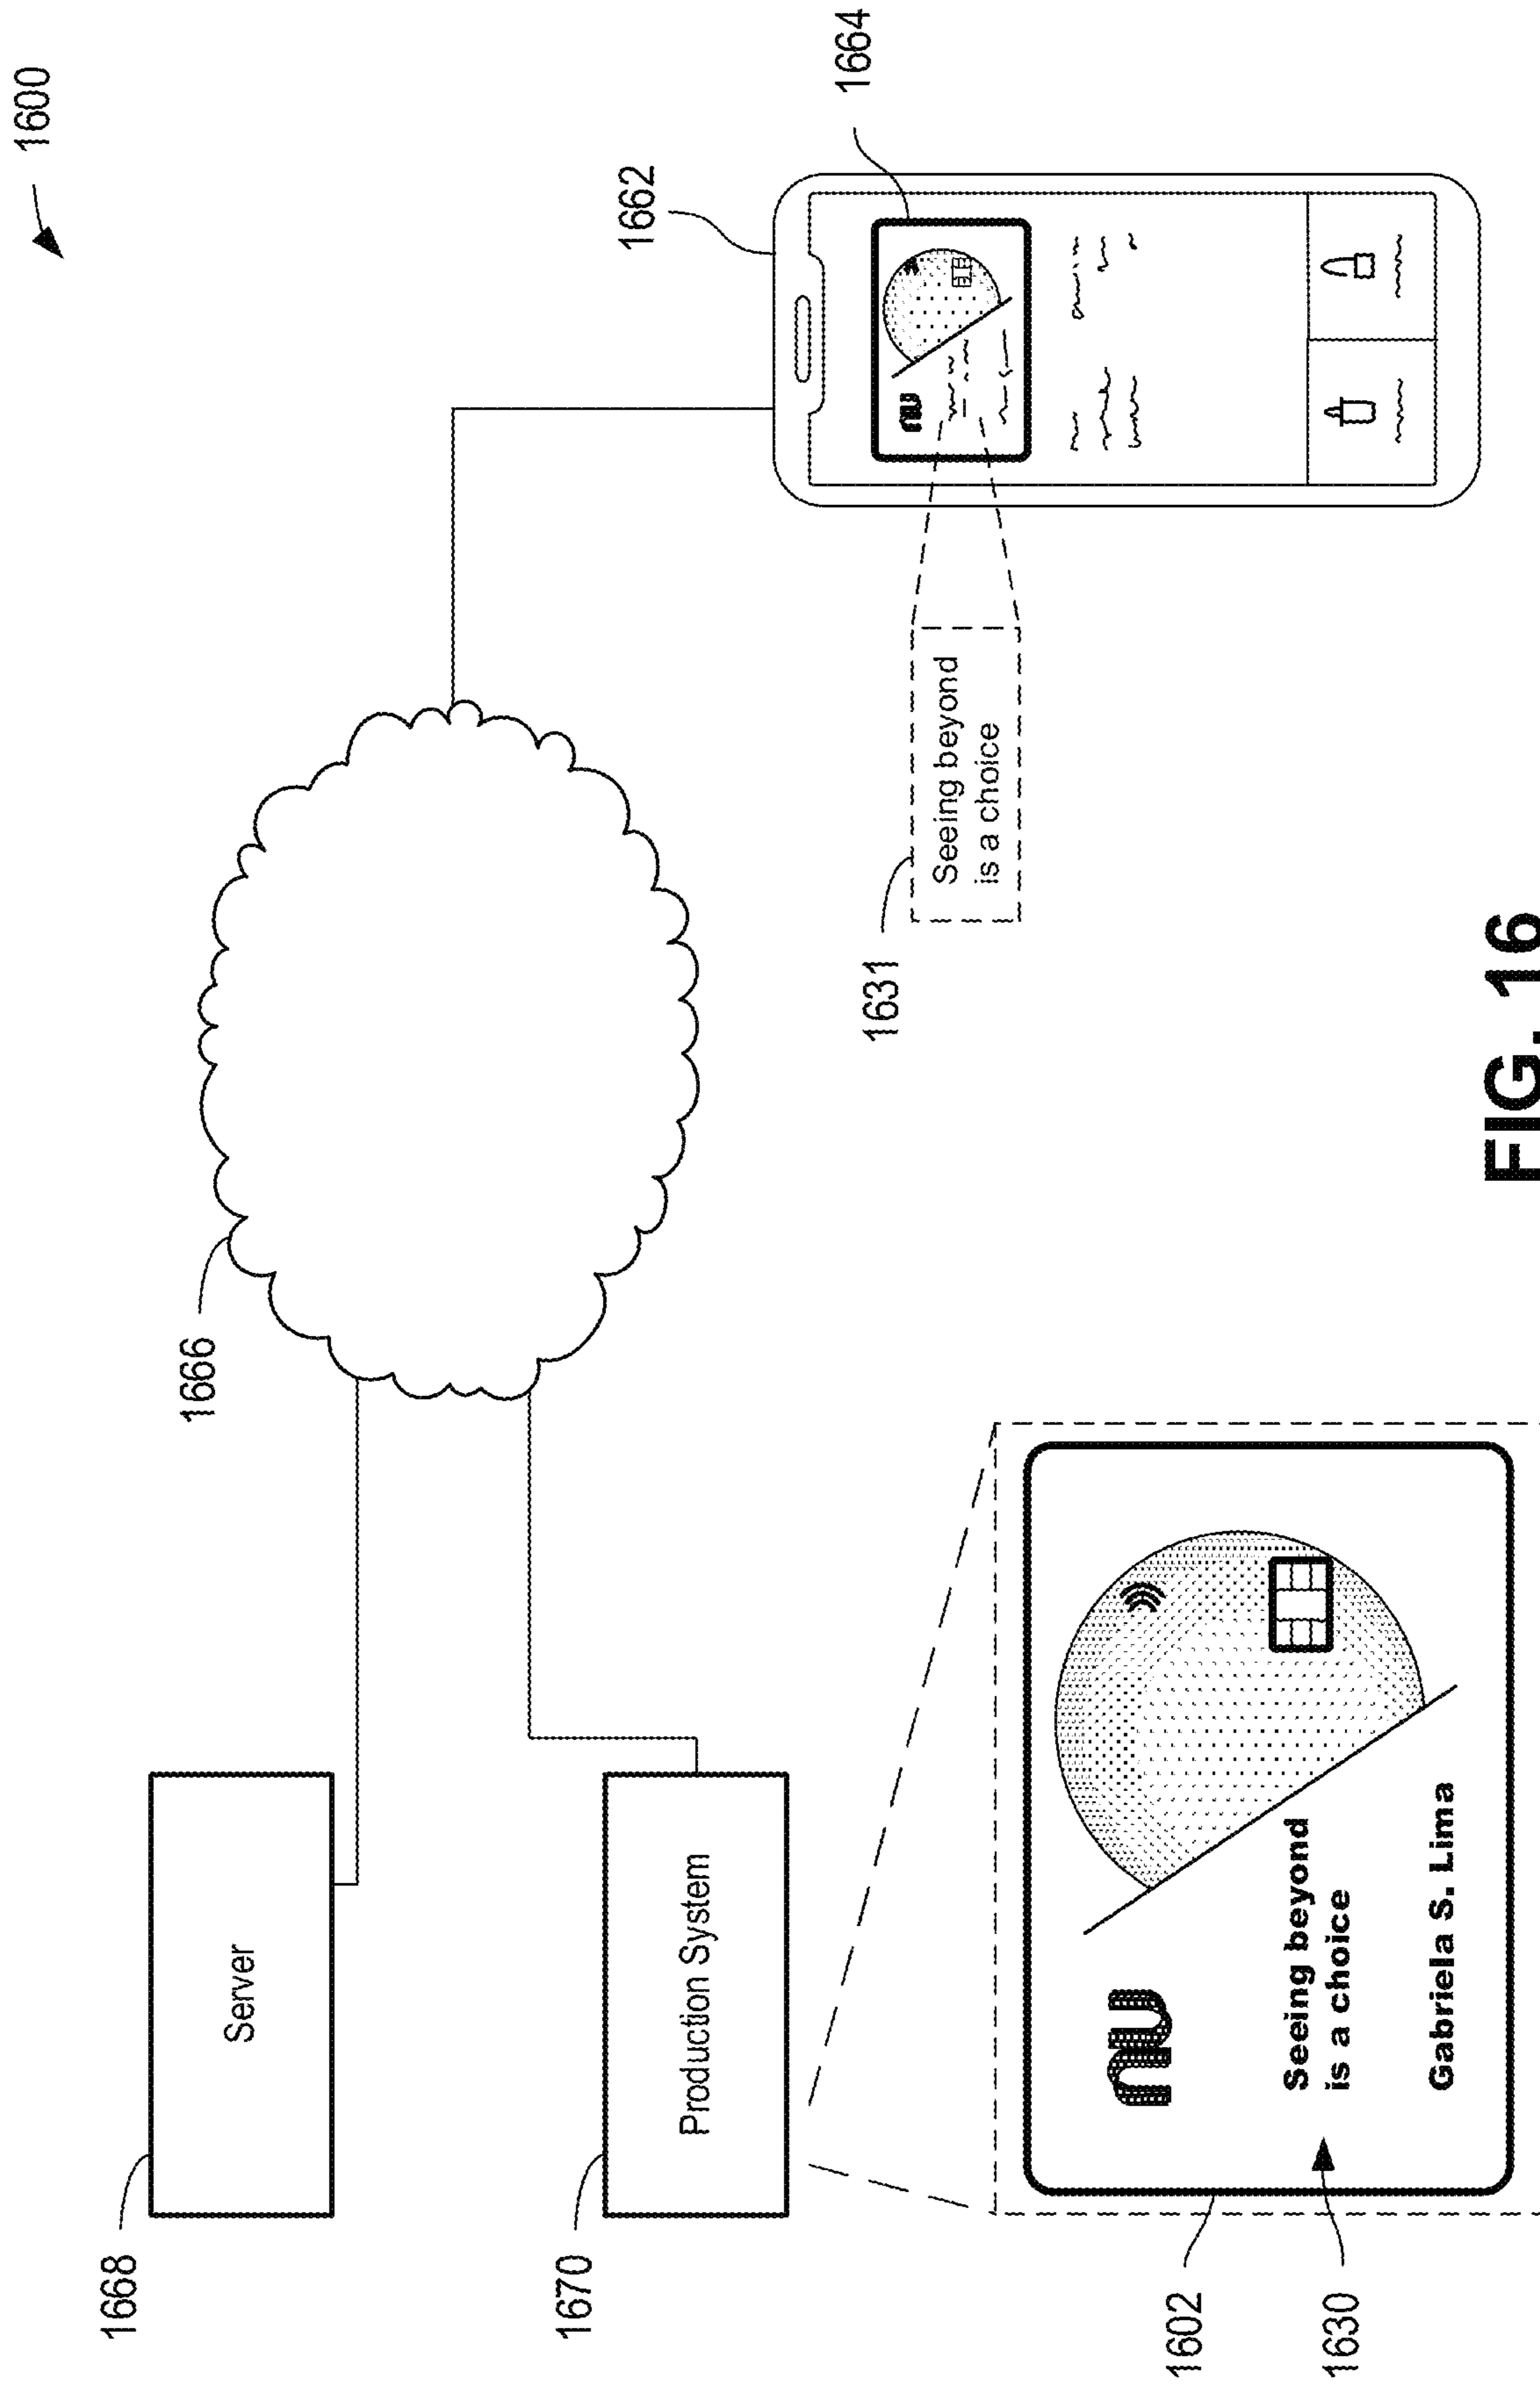 1600
1668
Server
1666
1662
1664
1670
Production System
1631
Seeing beyond
is a choice
1602
nu
1630
Seeing beyond
is a choice
Gabriela S. Lima
nu
FIG. 16